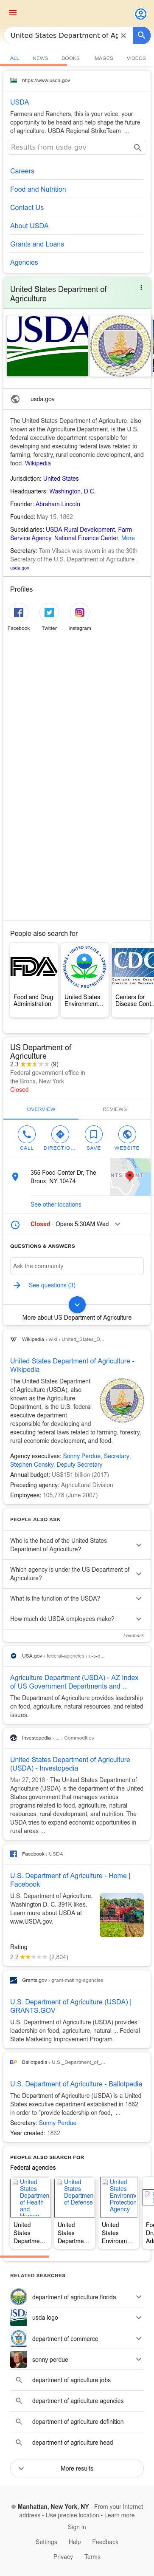 United States Department of Ag
ALL NEWS BOOKS IMAGES VIDEOS
https://www.usda.gov
USDA
Farmers and Ranchers, this is your voice, your
opportunity to be heard and help shape the future
of agriculture. USDA Regional StrikeTeam ...
Results from usda.gov
Careers
Food and Nutrition
Contact Us
About USDA
Grants and Loans
Agencies
United States Department of
Agriculture
USDA
usda.gov
The United States Department of Agriculture, also
known as the Agriculture Department, is the U.S.
federal executive department responsible for
developing and executing federal laws related to
farming, forestry, rural economic development, and
food. Wikipedia
Jurisdiction: United States
Headquarters: Washington, D.C.
Founder: Abraham Lincoln
Founded: May 15, 1862
Subsidiaries: USDA Rural Development, Farm
Service Agency, National Finance Center, More
Secretary: Tom Vilsack was sworn in as the 30th
Secretary of the U.S. Department of Agriculture .
usda.gov
Profiles
Facebook Twitter Instagram
People also search for
FDA
CDC
Food and Drug
Administration
United States
Environment...
Centers for
Disease Cont...
US Department of
Agriculture
2.3 (9)
Federal government office in
the Bronx, New York
Closed
OVERVIEW REVIEWS
CALL DIRECTIO... SAVE WEBSITE
355 Food Center Dr, The
Bronx, NY 10474
See other locations
Closed · Opens 5:30AM Wed
QUESTIONS & ANSWERS
Ask the community
See questions (3)
More about US Department of Agriculture
Wikipedia › wiki › United_States_D...
United States Department of Agriculture -
Wikipedia
The United States Department
of Agriculture (USDA), also
known as the Agriculture
Department, is the U.S. federal
executive department
responsible for developing and
executing federal laws related to farming, forestry,
rural economic development, and food.
Agency executives: Sonny Perdue, Secretary;
Stephen Censky, Deputy Secretary
Annual budget: US$151 billion (2017)
Preceding agency: Agricultural Division
Employees: 105,778 (June 2007)
PEOPLE ALSO ASK
Who is the head of the United States
Department of Agriculture?
Which agency is under the US Department of
Agriculture?
What is the function of the USDA?
How much do USDA employees make?
Feedback
USA.gov › federal-agencies › u-s-d...
Agriculture Department (USDA) - AZ Index
of US Government Departments and ...
The Department of Agriculture provides leadership
on food, agriculture, natural resources, and related
issues.
Investopedia › ... › Commodities
United States Department of Agriculture
(USDA) - Investopedia
Mar 27, 2018 · The United States Department of
Agriculture (USDA) is the department of the United
States government that manages various
programs related to food, agriculture, natural
resources, rural development, and nutrition. The
USDA tries to expand economic opportunities in
rural areas ...
Facebook › USDA
U.S. Department of Agriculture - Home |
Facebook
U.S. Department of Agriculture,
Washington D. C. 391K likes.
Learn more about USDA at
www.USDA.gov.
Rating
2.2 (2,804)
Grants.gov › grant-making-agencies
U.S. Department of Agriculture (USDA) |
GRANTS.GOV
U.S. Department of Agriculture (USDA) provides
leadership on food, agriculture, natural ... Federal
State Marketing Improvement Program
Ballotpedia › U.S._Department_of_...
U.S. Department of Agriculture - Ballotpedia
The Department of Agriculture (USDA) is a United
States executive department established in 1862
in order to "provide leadership on food, ...
Secretary: Sonny Perdue
Year created: 1862
PEOPLE ALSO SEARCH FOR
Federal agencies
United
States
Department
of Health
and
United
States
Department
of Defense
United
States
Environmen
Protection
Agency
United
States
Departme...
United
States
Departme...
United
States
Environm...
RELATED SEARCHES
department of agriculture florida
usda logo
department of commerce
sonny perdue
department of agriculture jobs
department of agriculture agencies
department of agriculture definition
department of agriculture head
More results
Manhattan, New York, NY - From your Internet
address - Use precise location - Learn more
Sign in
Settings Help Feedback
Privacy Terms